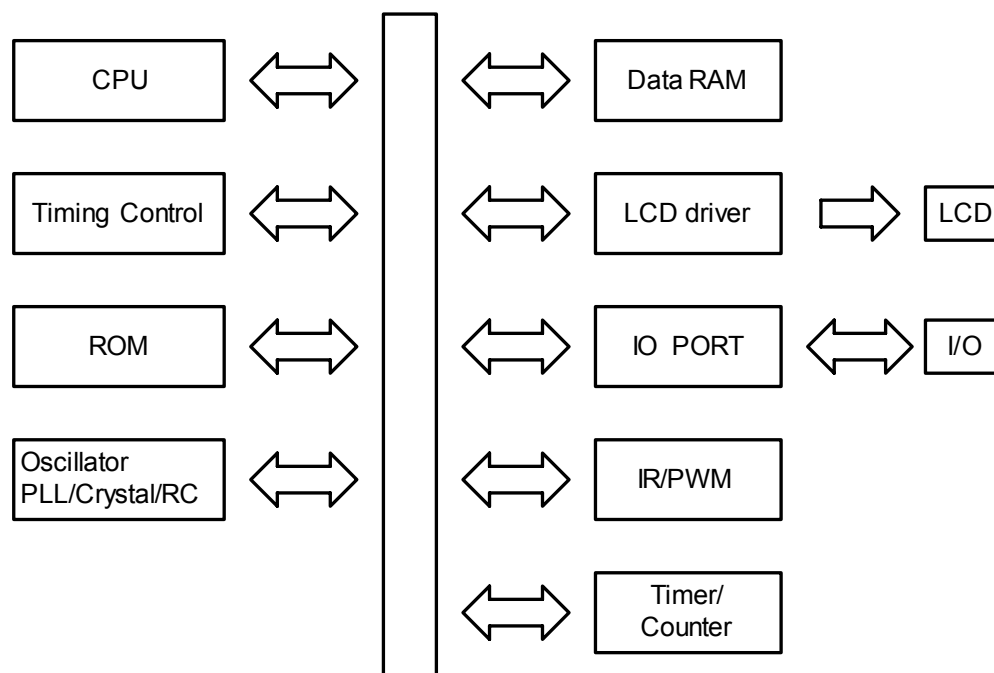 CPU
Data RAM
Timing Control
LCD driver
LCD
ROM
IO PORT
I/O
Oscillator
PLL/Crystal/RC
IR/PWM
Timer/
Counter